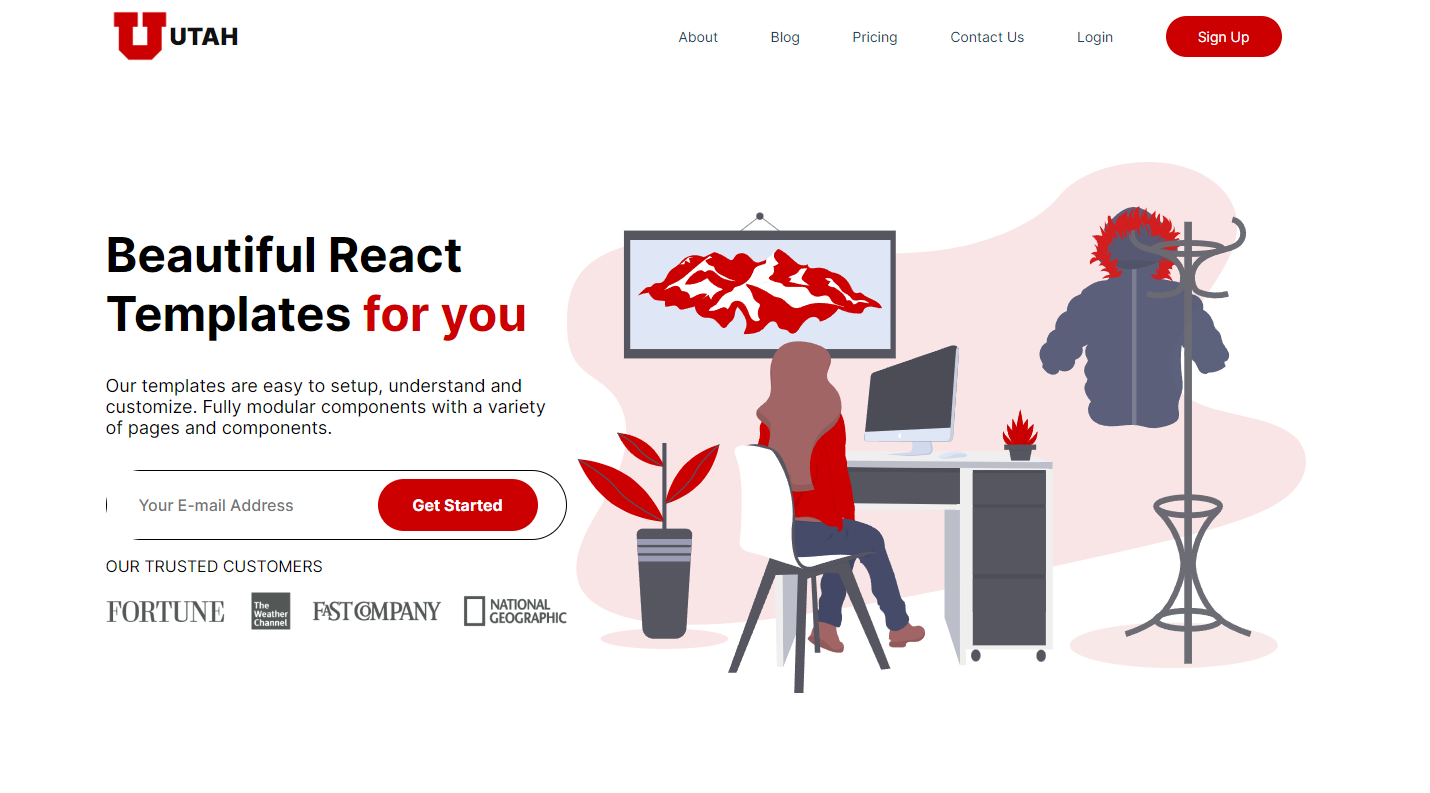 U UTAH
About Blog Pricing Contact Us Login Sign Up
Beautiful React
Templates for you
Our templates are easy to setup, understand and
customize. Fully modular components with a variety
of pages and components.
Your E-mail Address Get Started
OUR TRUSTED CUSTOMERS
FORTUNE
The
Weather
Channel
FAST COMPANY
NATIONAL
GEOGRAPHIC